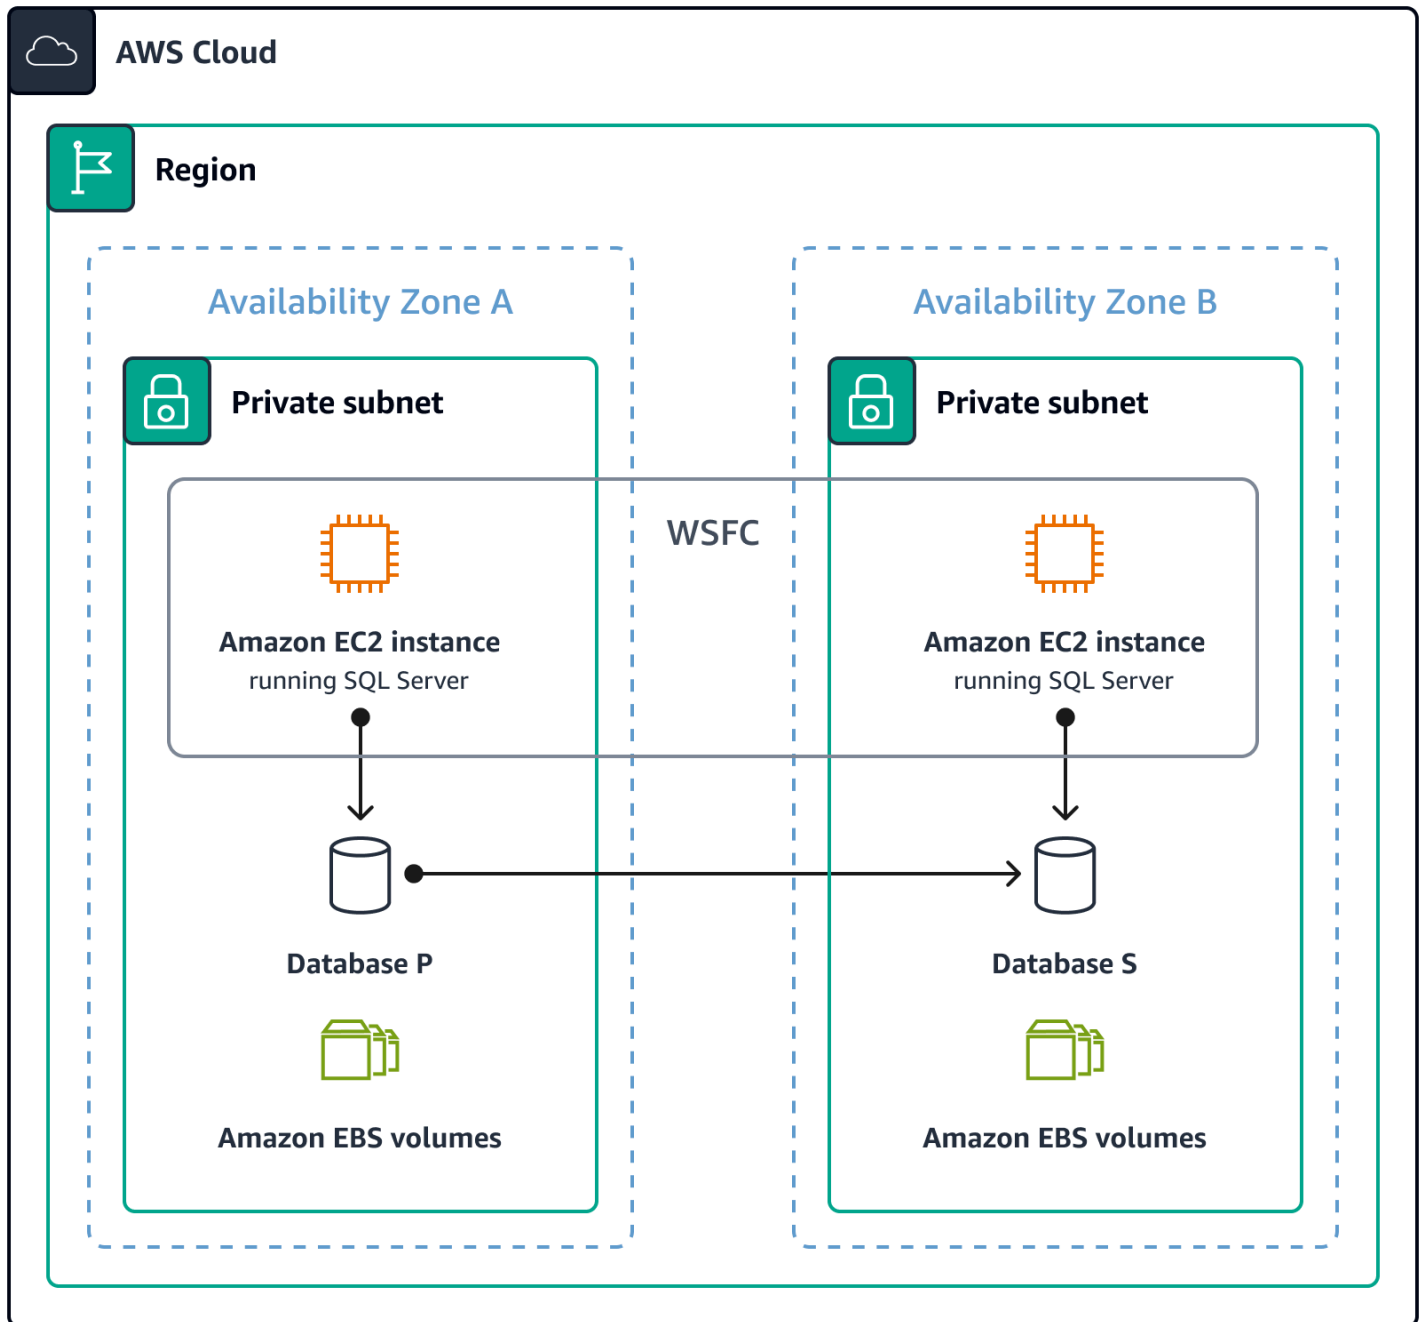 AWS Cloud
Region
Availability Zone A
Availability Zone B
Private subnet
Private subnet
WSFC
Amazon EC2 instance
running SQL Server
Amazon EC2 instance
running SQL Server
Database P
Database S
Amazon EBS volumes
Amazon EBS volumes